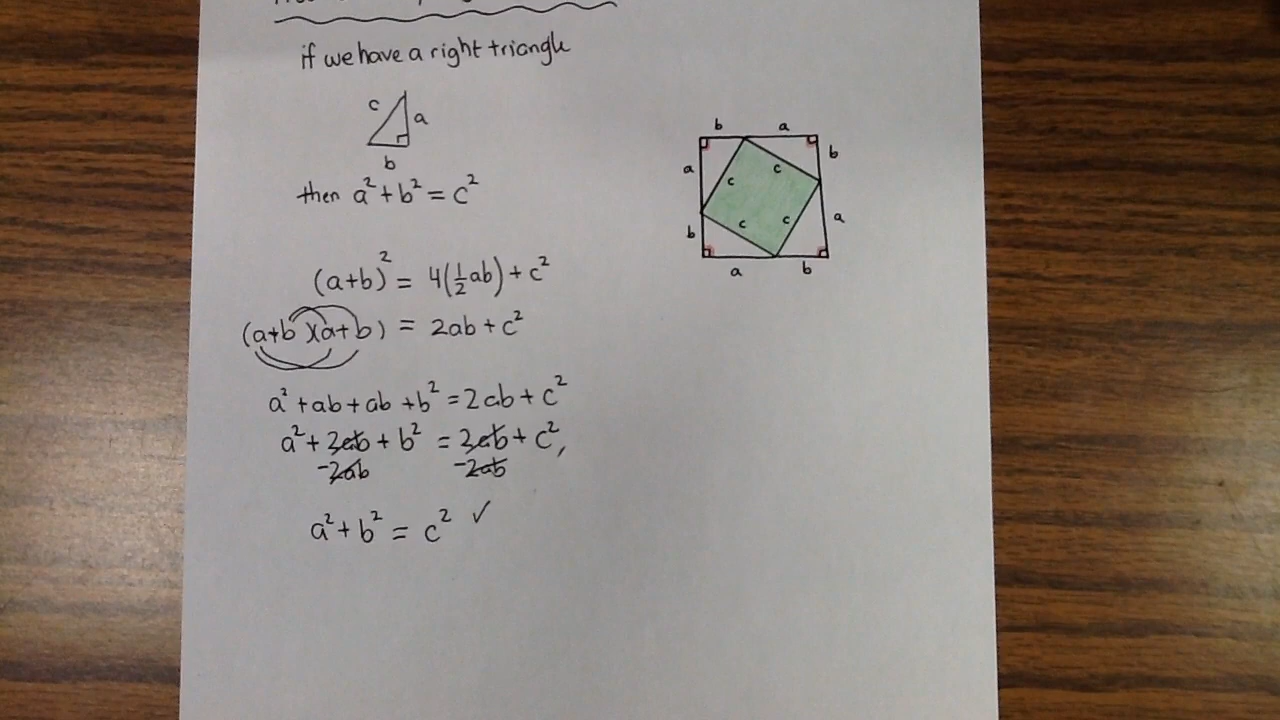 if we have a right triangle
c
a
b
then a² + b² = c²
(a+b)² = 4(½ab) + c²
(a+b)(a+b) = 2ab + c²
a² + ab + ab + b² = 2ab + c²
a² + 2ab + b² = 2ab + c²,
-2ab -2ab
a² + b² = c² ✓
b a
a c c b
b c c a
a b